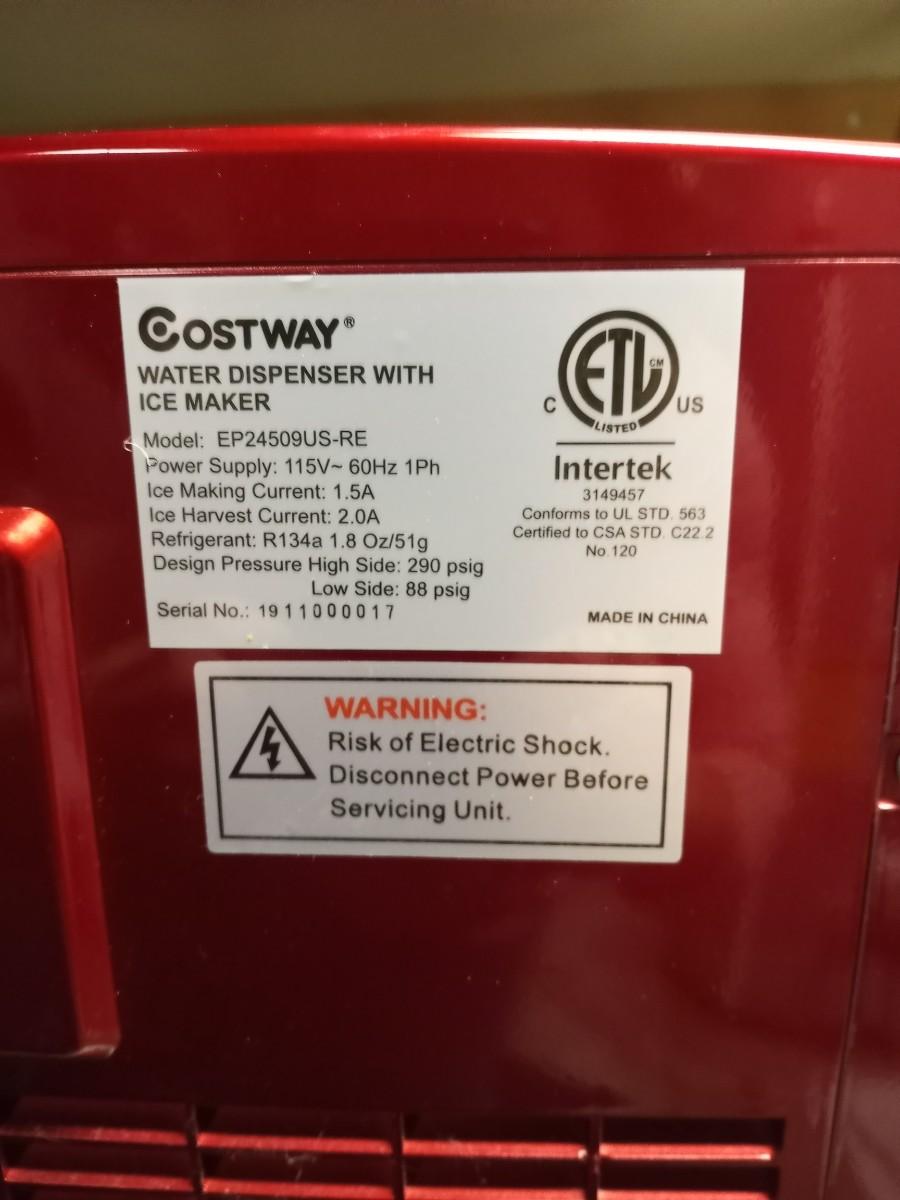 COSTWAY®
WATER DISPENSER WITH
ICE MAKER
Model: EP24509US-RE
Power Supply: 115V~ 60Hz 1Ph
Ice Making Current: 1.5A
Ice Harvest Current: 2.0A
Refrigerant: R134a 1.8 Oz/51g
Design Pressure High Side: 290 psig
Low Side: 88 psig
Serial No.: 1911000017
ETL CM
C US
LISTED
Intertek
3149457
Conforms to UL STD. 563
Certified to CSA STD. C22.2
No.120
MADE IN CHINA
WARNING:
Risk of Electric Shock.
Disconnect Power Before
Servicing Unit.